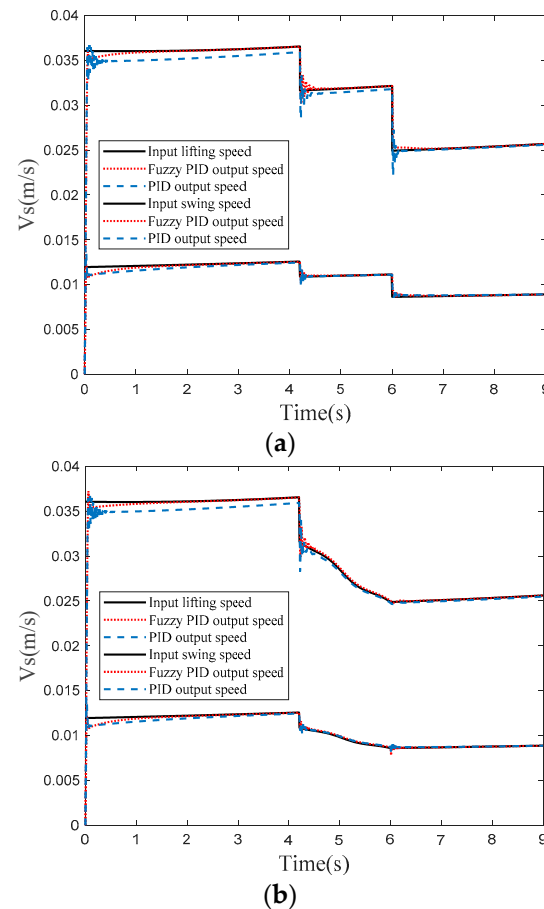 0.04
0.035
0.03
0.025
0.02
0.015
0.01
0.005
0
Vs(m/s)
Input lifting speed
Fuzzy PID output speed
PID output speed
Input swing speed
Fuzzy PID output speed
PID output speed
0 1 2 3 4 5 6 7 8 9
Time(s)
(a)
0.04
0.035
0.03
0.025
0.02
0.015
0.01
0.005
0
Vs(m/s)
Input lifting speed
Fuzzy PID output speed
PID output speed
Input swing speed
Fuzzy PID output speed
PID output speed
0 1 2 3 4 5 6 7 8 9
Time(s)
(b)